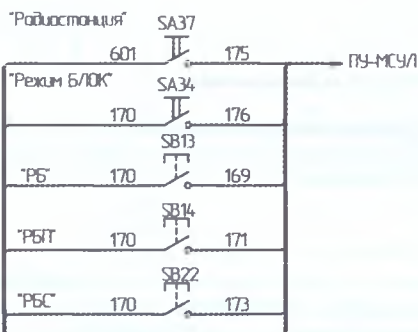 "Радиостанция" SA37
601 175 ПУ-МСУЛ
"Режим БЛОК" SA34
170 176
SB13
"РБ" 170 169
SB14
"РБП" 170 171
SB22
"РБС" 170 173